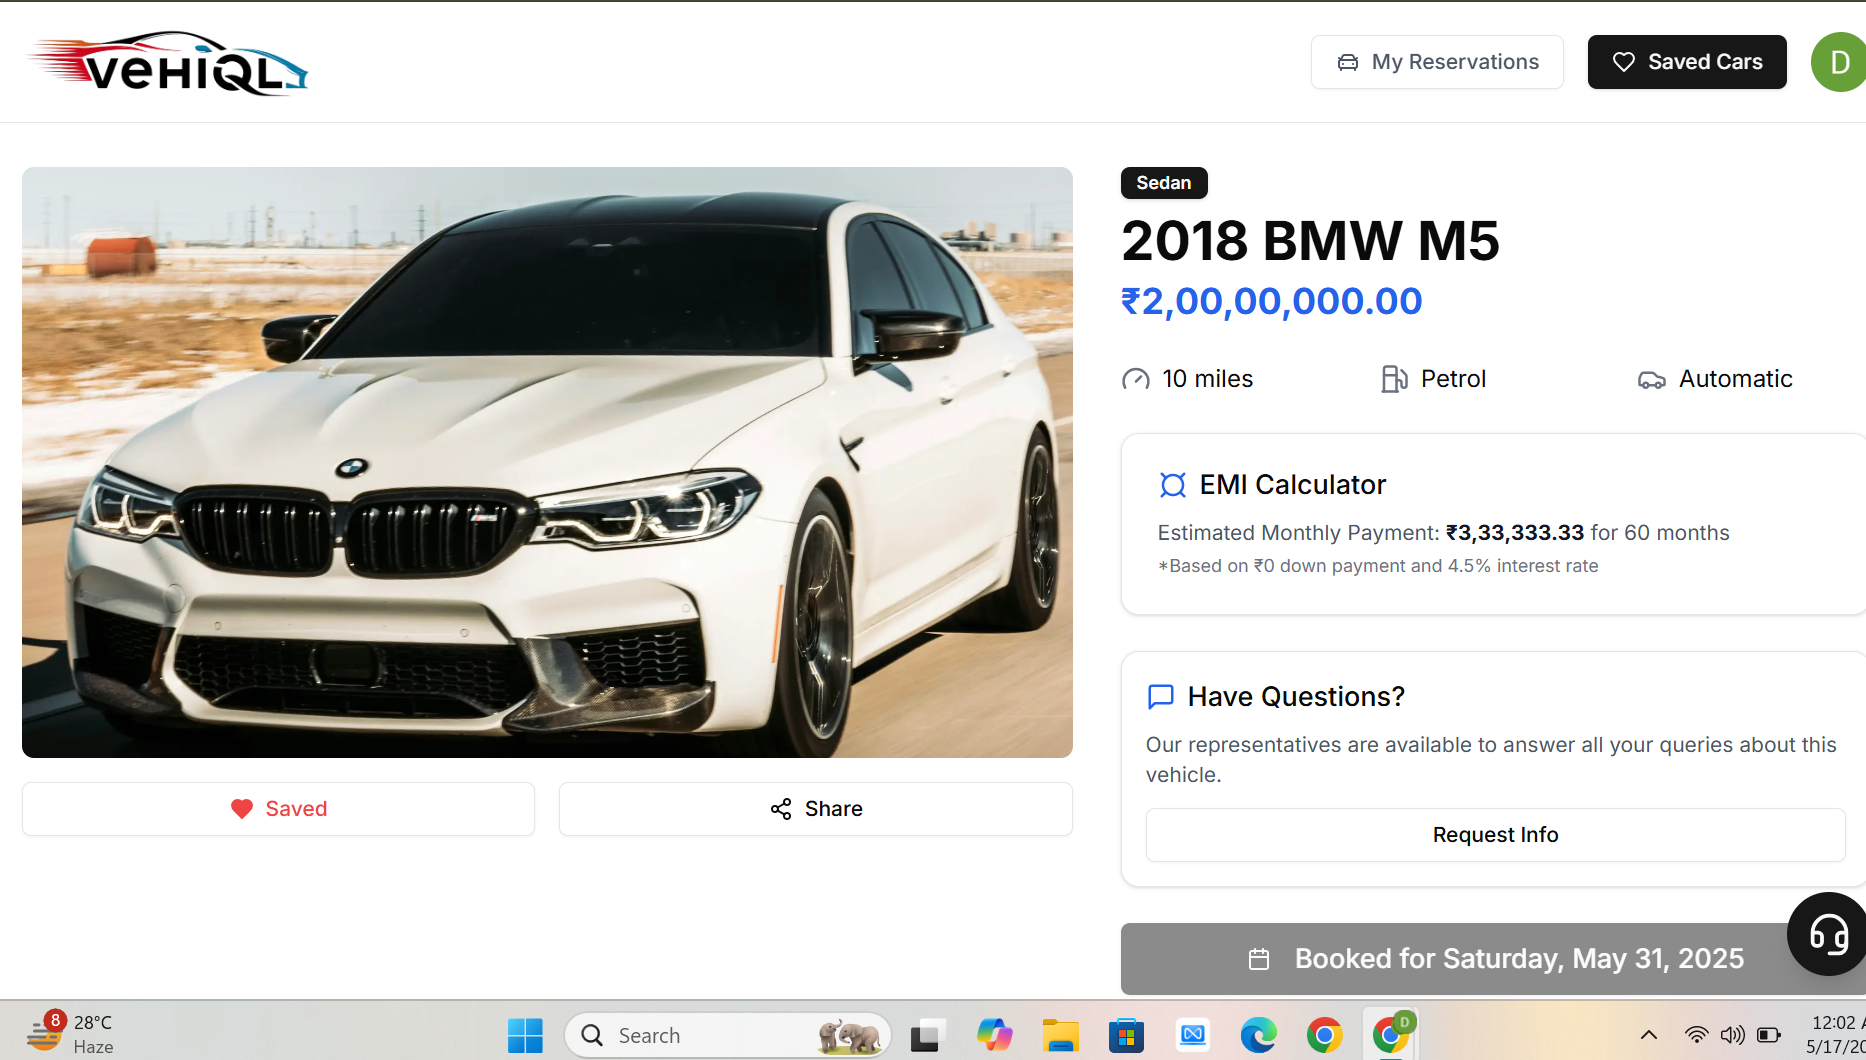 VEHIQL
My Reservations
Saved Cars
D
Sedan
2018 BMW M5
₹2,00,00,000.00
10 miles
Petrol
Automatic
EMI Calculator
Estimated Monthly Payment: ₹3,33,333.33 for 60 months
*Based on ₹0 down payment and 4.5% interest rate
Have Questions?
Our representatives are available to answer all your queries about this
vehicle.
Request Info
Saved
Share
Booked for Saturday, May 31, 2025
8
28°C
Haze
Search
D
12:02
5/17/20